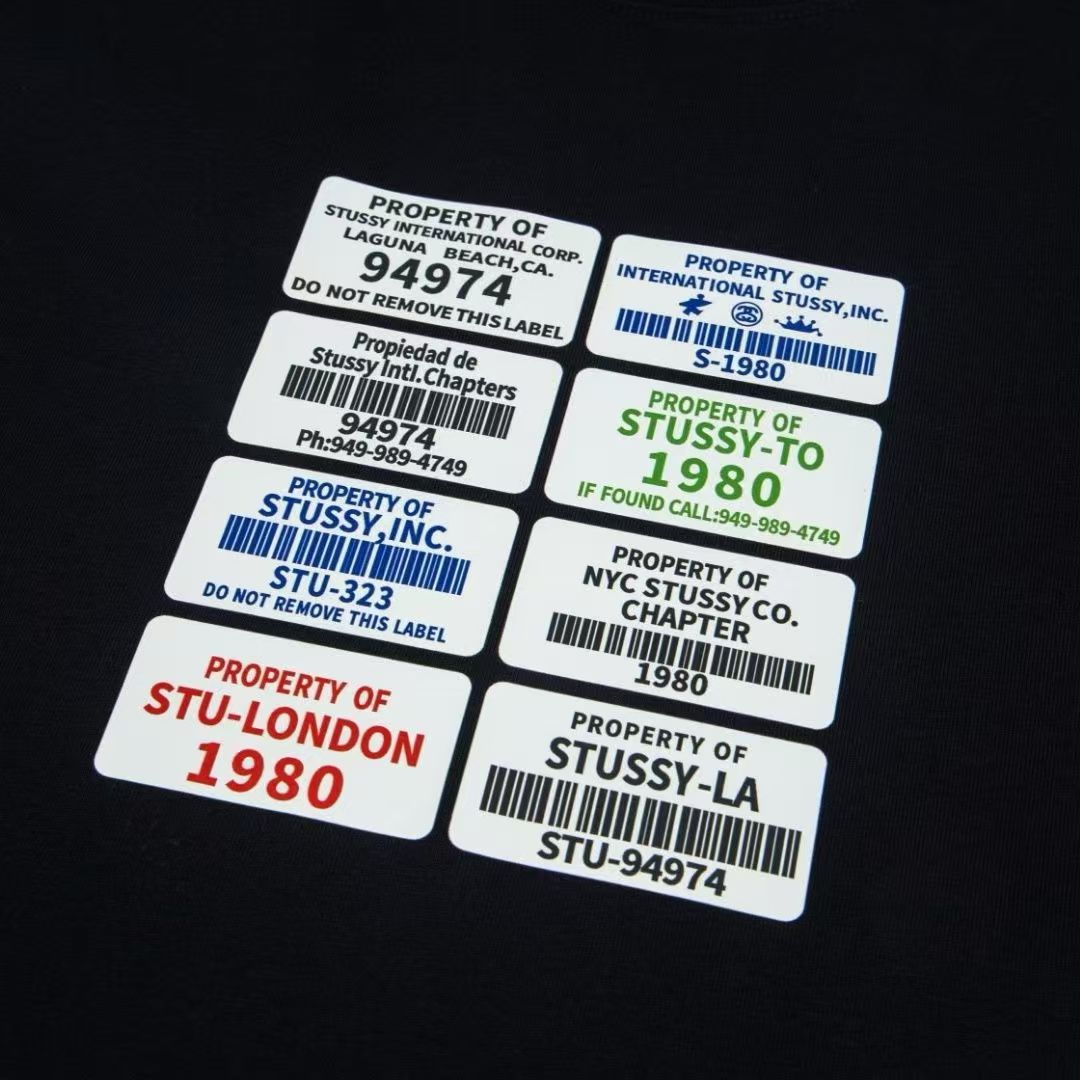 PROPERTY OF
STUSSY INTERNATIONAL CORP.
LAGUNA BEACH,CA.
94974
DO NOT REMOVE THIS LABEL
PROPERTY OF
INTERNATIONAL STUSSY,INC.
S-1980
Propiedad de
Stussy Intl.Chapters
94974
Ph:949-989-4749
PROPERTY OF
STUSSY-TO
1980
IF FOUND CALL:949-989-4749
PROPERTY OF
STUSSY,INC.
STU-323
DO NOT REMOVE THIS LABEL
PROPERTY OF
NYC STUSSY CO.
CHAPTER
1980
PROPERTY OF
STU-LONDON
1980
PROPERTY OF
STUSSY-LA
STU-94974